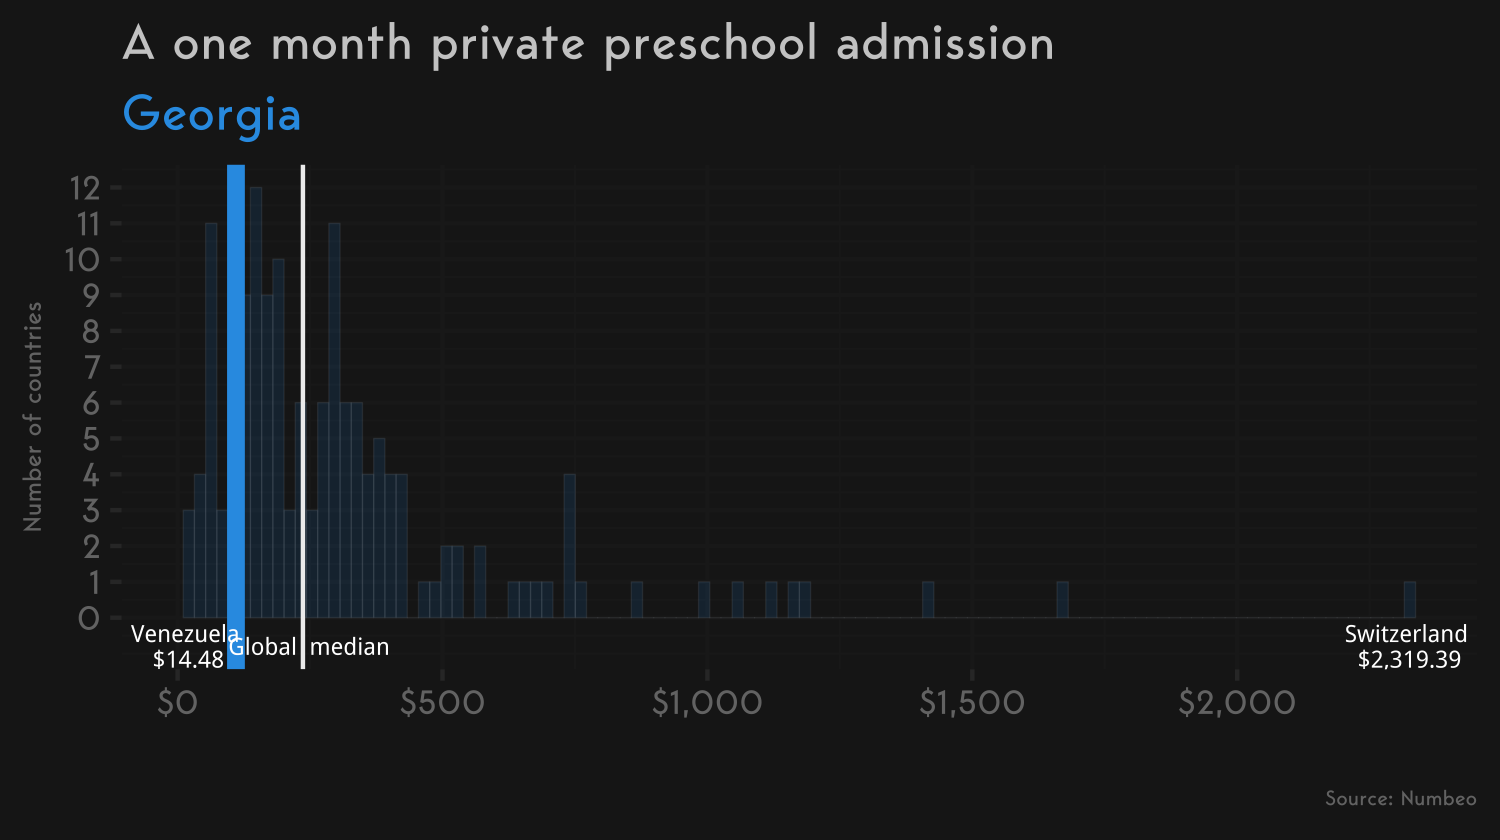 A one month private preschool admission
Georgia
Number of countries
12
11
10
9
8
7
6
5
4
3
2
1
0
Venezuela
$14.48
Global median
Switzerland
$2,319.39
$0 $500 $1,000 $1,500 $2,000
Source: Numbeo